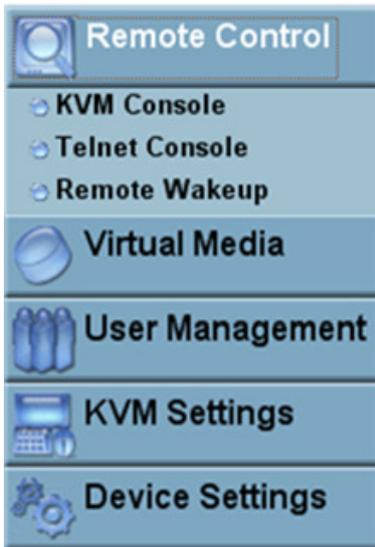 Remote Control
KVM Console
Telnet Console
Remote Wakeup
Virtual Media
User Management
KVM Settings
Device Settings